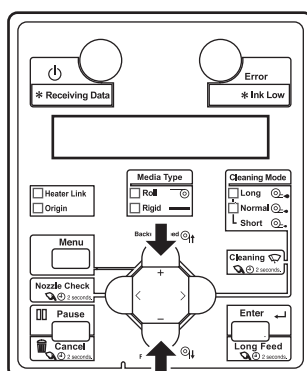 Error
* Receiving Data
* Ink Low
Media Type
Roll
Rigid
Cleaning Mode
Long
Normal
Short
Heater Link
Origin
Menu
Cleaning
2 seconds.
Nozzle Check
2 seconds.
+
−
Pause
Cancel
2 seconds.
Enter
Long Feed
2 seconds.